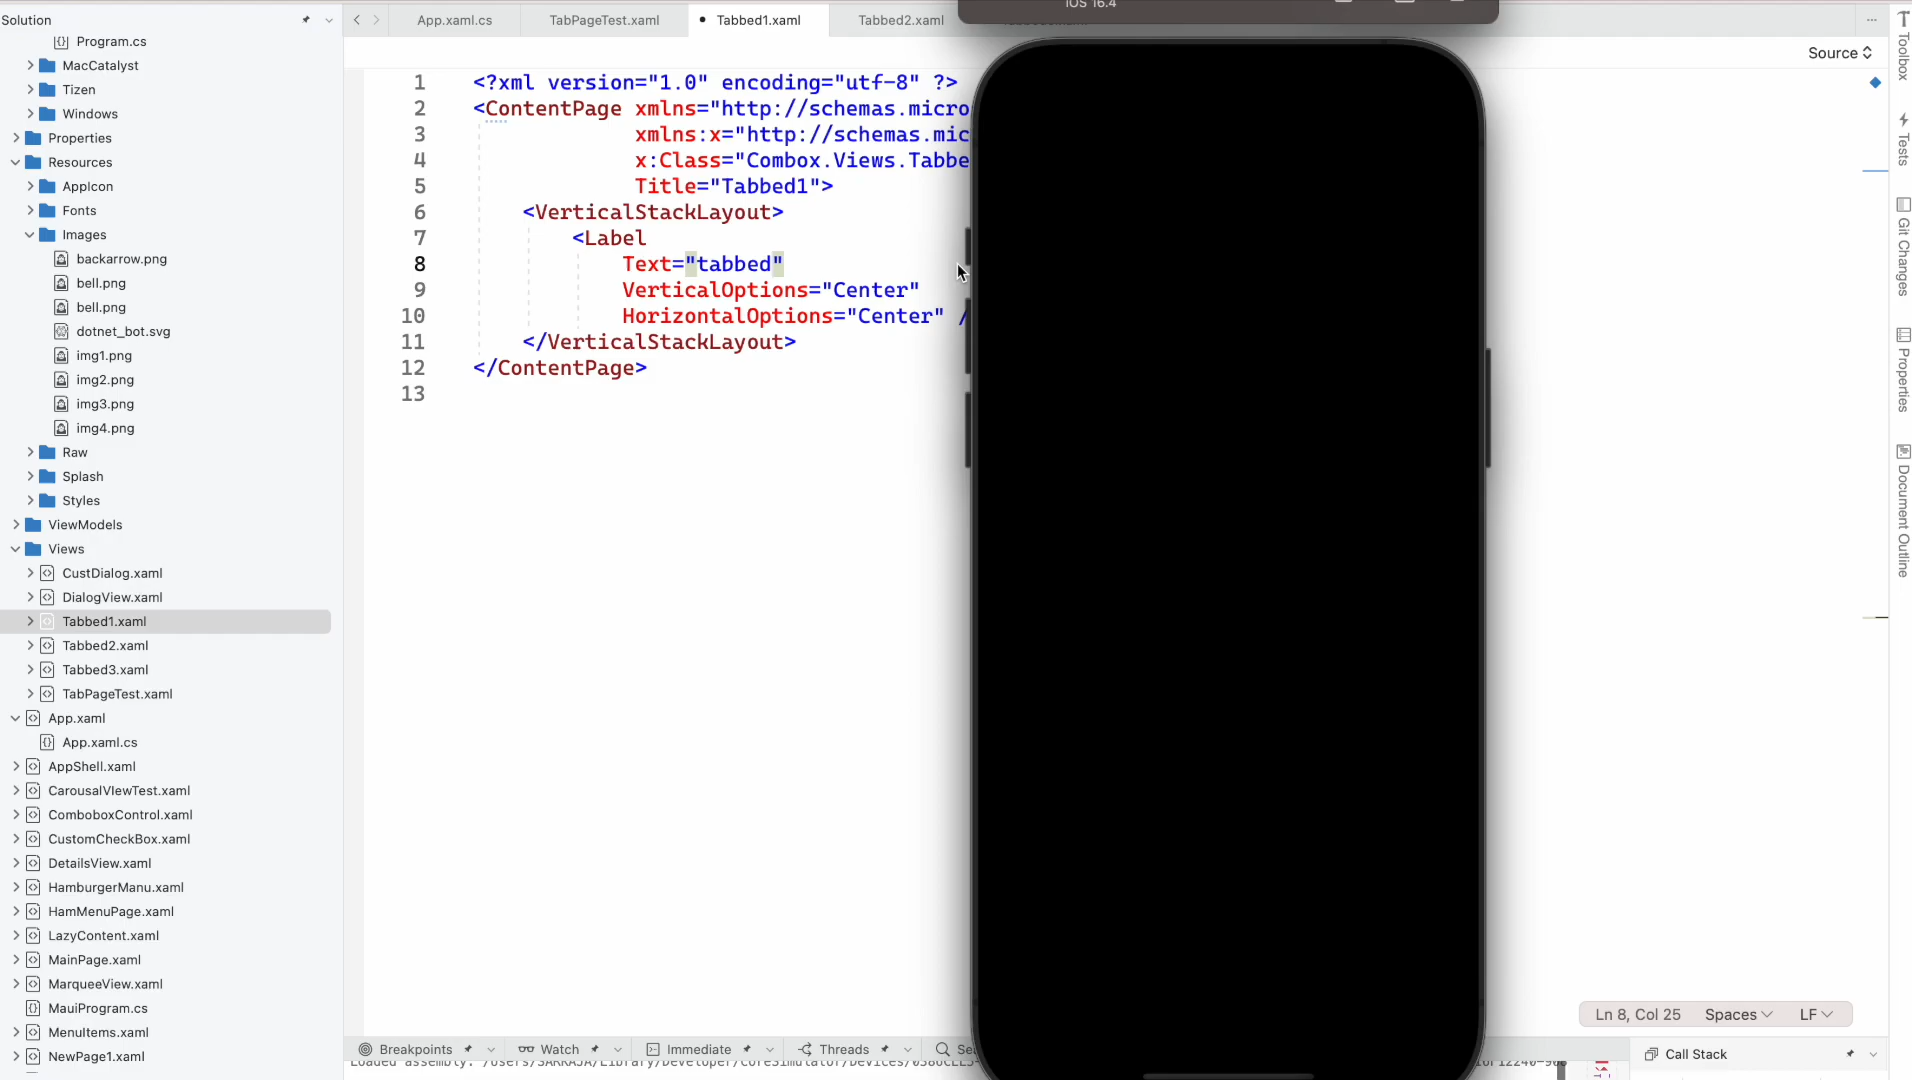 Solution
App.xaml.cs
TabPageTest.xaml
Tabbed1.xaml
Tabbed2.xaml
iOS 16.4
Source
Program.cs
MacCatalyst
Tizen
Windows
Properties
Resources
AppIcon
Fonts
Images
backarrow.png
bell.png
bell.png
dotnet_bot.svg
img1.png
img2.png
img3.png
img4.png
Raw
Splash
Styles
ViewModels
Views
CustDialog.xaml
DialogView.xaml
Tabbed1.xaml
Tabbed2.xaml
Tabbed3.xaml
TabPageTest.xaml
App.xaml
App.xaml.cs
AppShell.xaml
CarousalVIewTest.xaml
ComboboxControl.xaml
CustomCheckBox.xaml
DetailsView.xaml
HamburgerManu.xaml
HamMenuPage.xaml
LazyContent.xaml
MainPage.xaml
MarqueeView.xaml
MauiProgram.cs
MenuItems.xaml
NewPage1.xaml
1 <?xml version="1.0" encoding="utf-8" ?>
2 <ContentPage xmlns="http://schemas.micro
3 xmlns:x="http://schemas.mic
4 x:Class="Combox.Views.Tabbe
5 Title="Tabbed1">
6 <VerticalStackLayout>
7 <Label
8 Text="tabbed"
9 VerticalOptions="Center"
10 HorizontalOptions="Center" /
11 </VerticalStackLayout>
12 </ContentPage>
13
Toolbox
Tests
Git Changes
Properties
Document Outline
Ln 8, Col 25 Spaces LF
Breakpoints
Watch
Immediate
Threads
Call Stack